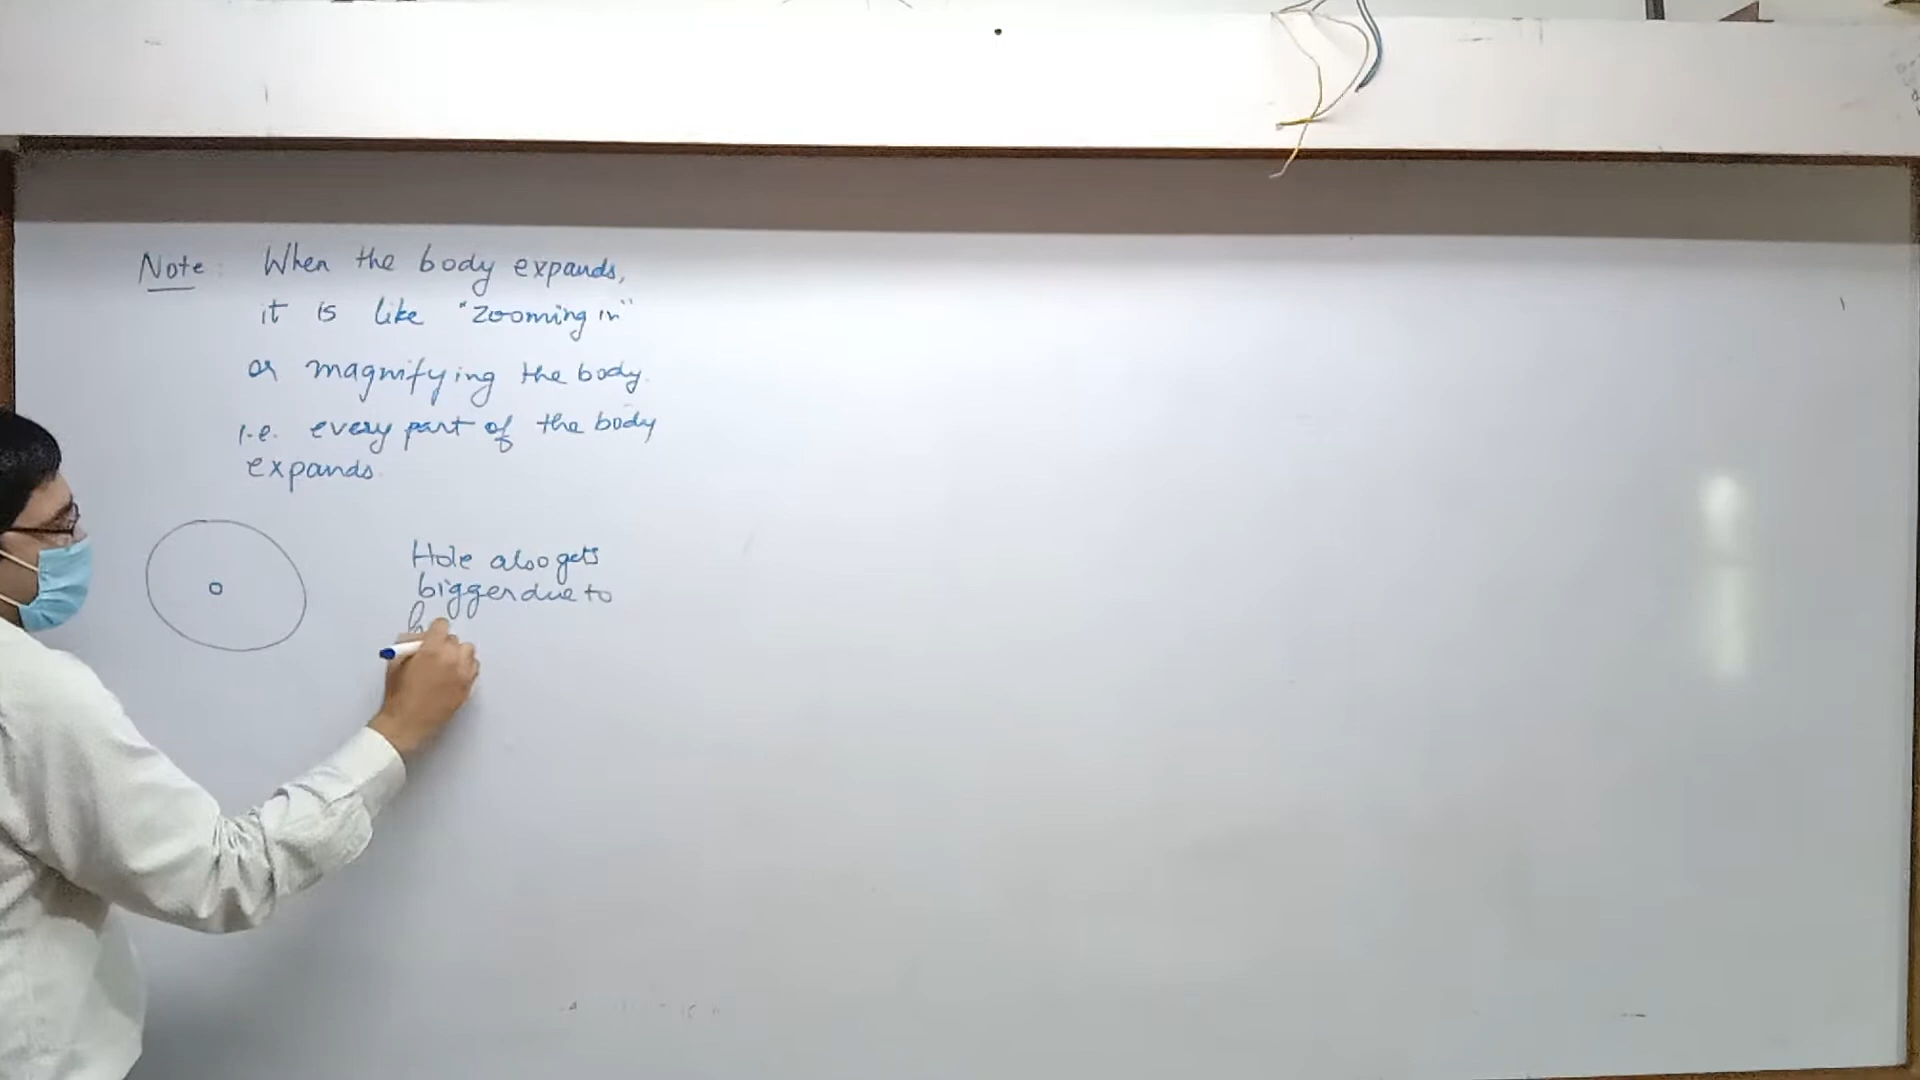 Note: When the body expands,
it is like "zooming in"
or magnifying the body.
i.e. every part of the body
expands.
Hole also gets
bigger due to